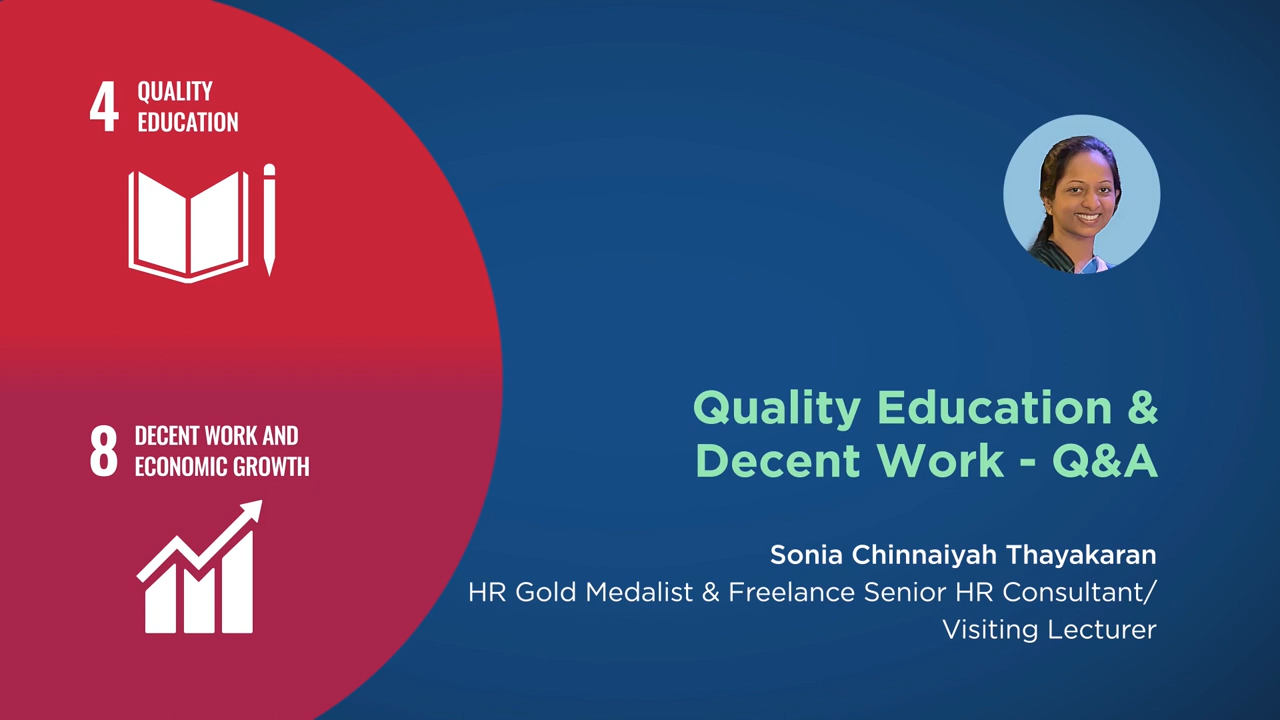 4 QUALITY
EDUCATION
8 DECENT WORK AND
ECONOMIC GROWTH
Quality Education &
Decent Work - Q&A
Sonia Chinnaiyah Thayakaran
HR Gold Medalist & Freelance Senior HR Consultant/
Visiting Lecturer